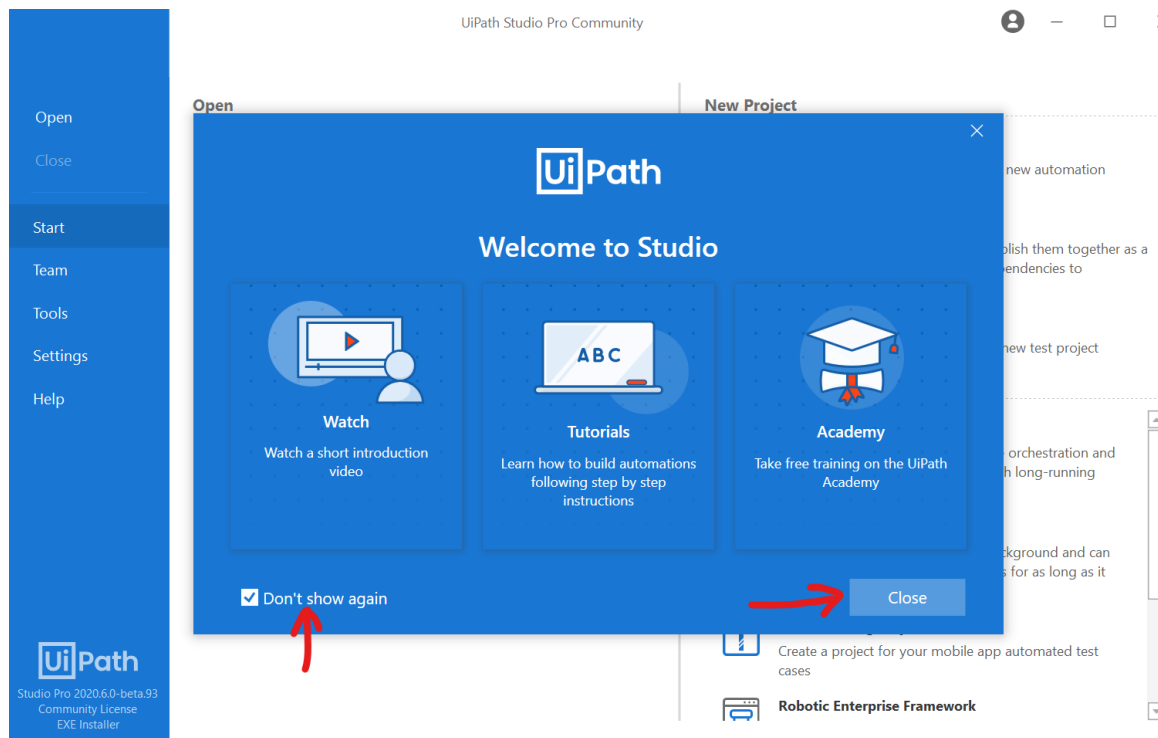 UiPath Studio Pro Community
Open
Close
Start
Team
Tools
Settings
Help
UiPath
Studio Pro 2020.6.0-beta.93
Community License
EXE Installer
Open
New Project
new automation
blish them together as a
endencies to
new test project
orchestration and
h long-running
kground and can
s for as long as it
Create a project for your mobile app automated test
cases
Robotic Enterprise Framework
UiPath
Welcome to Studio
Watch
Watch a short introduction
video
ABC
Tutorials
Learn how to build automations
following step by step
instructions
Academy
Take free training on the UiPath
Academy
Don't show again
Close